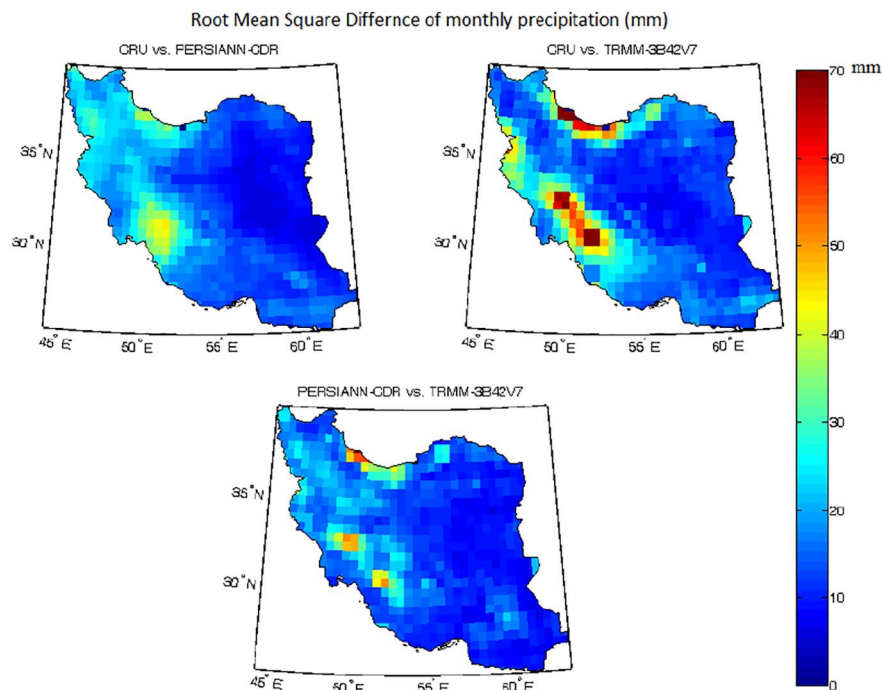 Root Mean Square Differnce of monthly precipitation (mm)
CRU vs. PERSIANN-CDR
CRU vs. TRMM-3B42V7
70 mm
60
50
40
30
20
10
0
35°N
30°N
45°E
50°E
55°E
60°E
35°N
30°N
45°E
50°E
55°E
60°E
PERSIANN-CDR vs. TRMM-3B42V7
35°N
30°N
45°E
50°E
55°E
60°E